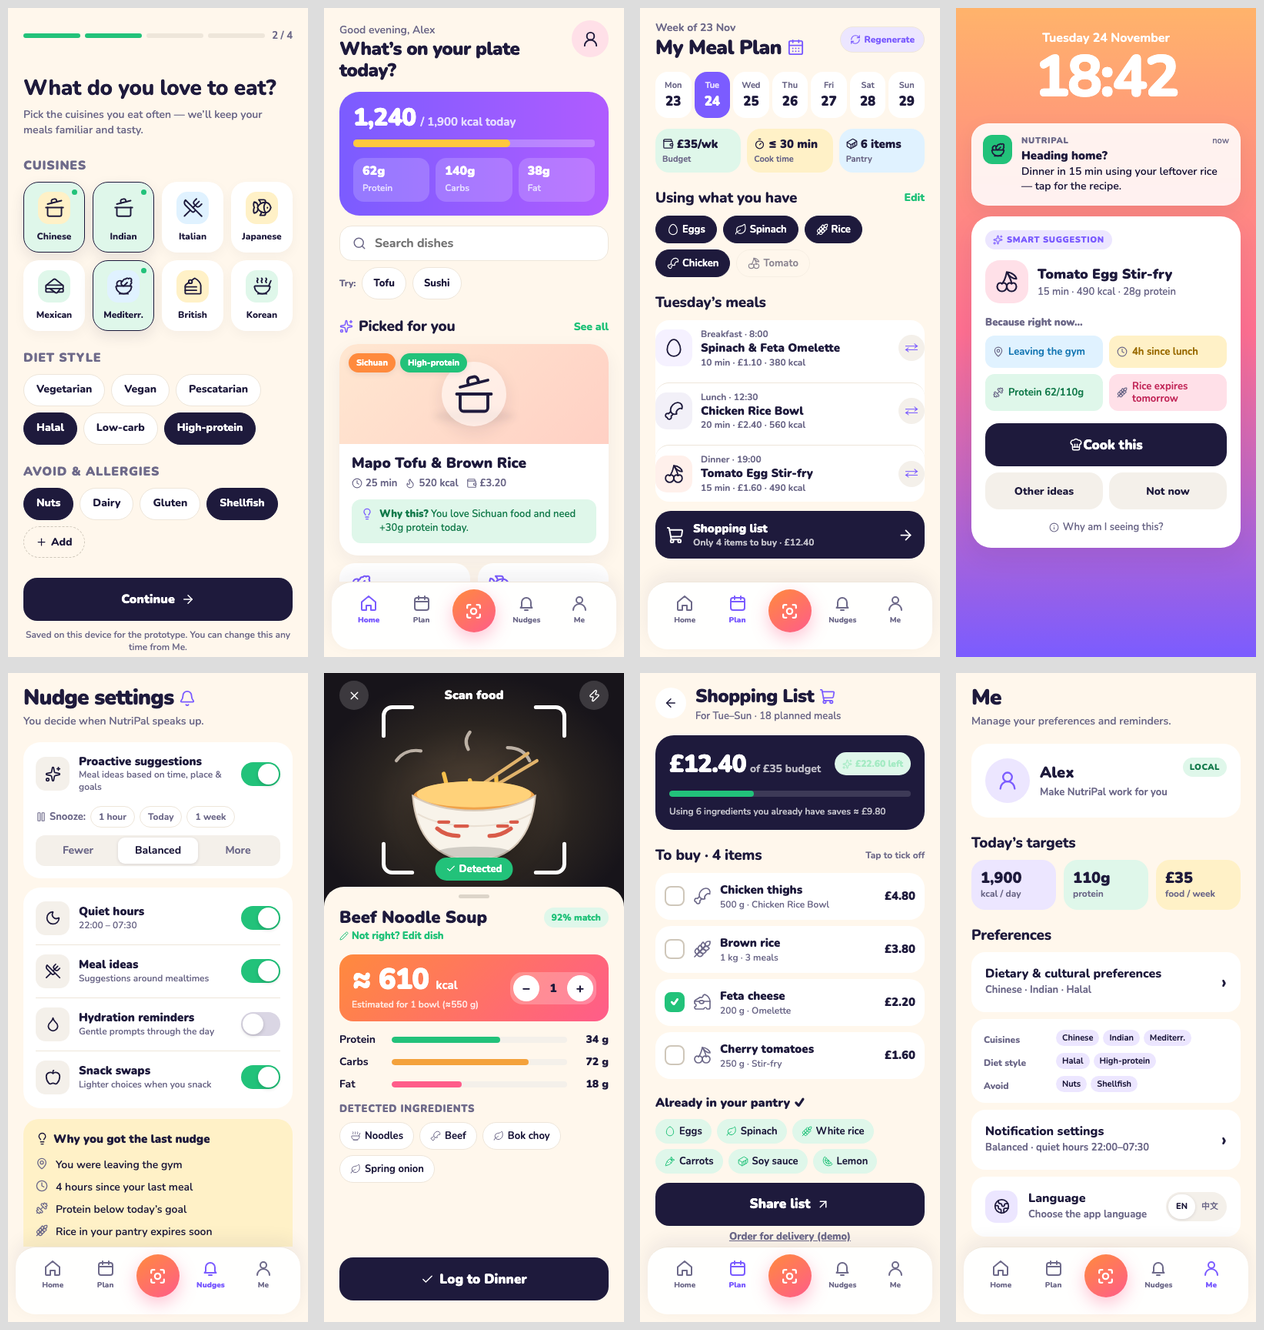 2 / 4
What do you love to eat?
Pick the cuisines you eat often — we'll keep your
meals familiar and tasty.
CUISINES
Chinese
Indian
Italian
Japanese
Mexican
Mediterr.
British
Korean
DIET STYLE
Vegetarian
Vegan
Pescatarian
Halal
Low-carb
High-protein
AVOID & ALLERGIES
Nuts
Dairy
Gluten
Shellfish
+ Add
Continue →
Saved on this device for the prototype. You can change this any
time from Me.
Good evening, Alex
What's on your plate
today?
1,240 / 1,900 kcal today
62g
Protein
140g
Carbs
38g
Fat
Search dishes
Try:
Tofu
Sushi
Picked for you
See all
Sichuan
High-protein
Mapo Tofu & Brown Rice
25 min
520 kcal
£3.20
Why this? You love Sichuan food and need
+30g protein today.
Home
Plan
Nudges
Me
Week of 23 Nov
My Meal Plan
Regenerate
Mon
23
Tue
24
Wed
25
Thu
26
Fri
27
Sat
28
Sun
29
£35/wk
Budget
≤ 30 min
Cook time
6 items
Pantry
Using what you have
Edit
Eggs
Spinach
Rice
Chicken
Tomato
Tuesday's meals
Breakfast · 8:00
Spinach & Feta Omelette
10 min · £1.10 · 380 kcal
Lunch · 12:30
Chicken Rice Bowl
20 min · £2.40 · 560 kcal
Dinner · 19:00
Tomato Egg Stir-fry
15 min · £1.60 · 490 kcal
Shopping list
Only 4 items to buy · £12.40
Home
Plan
Nudges
Me
Tuesday 24 November
18:42
NUTRIPAL
now
Heading home?
Dinner in 15 min using your leftover rice
— tap for the recipe.
SMART SUGGESTION
Tomato Egg Stir-fry
15 min · 490 kcal · 28g protein
Because right now...
Leaving the gym
4h since lunch
Protein 62/110g
Rice expires
tomorrow
Cook this
Other ideas
Not now
Why am I seeing this?
Nudge settings
You decide when NutriPal speaks up.
Proactive suggestions
Meal ideas based on time, place &
goals
Snooze:
1 hour
Today
1 week
Fewer
Balanced
More
Quiet hours
22:00 – 07:30
Meal ideas
Suggestions around mealtimes
Hydration reminders
Gentle prompts through the day
Snack swaps
Lighter choices when you snack
Why you got the last nudge
You were leaving the gym
4 hours since your last meal
Protein below today's goal
Rice in your pantry expires soon
Home
Plan
Nudges
Me
Scan food
Detected
Beef Noodle Soup
92% match
Not right? Edit dish
≈ 610 kcal
Estimated for 1 bowl (≈550 g)
− 1 +
Protein
34 g
Carbs
72 g
Fat
18 g
DETECTED INGREDIENTS
Noodles
Beef
Bok choy
Spring onion
Log to Dinner
Shopping List
For Tue–Sun · 18 planned meals
£12.40 of £35 budget
£22.60 left
Using 6 ingredients you already have saves ≈ £9.80
To buy · 4 items
Tap to tick off
Chicken thighs
500 g · Chicken Rice Bowl
£4.80
Brown rice
1 kg · 3 meals
£3.80
Feta cheese
200 g · Omelette
£2.20
Cherry tomatoes
250 g · Stir-fry
£1.60
Already in your pantry ✓
Eggs
Spinach
White rice
Carrots
Soy sauce
Lemon
Share list
Order for delivery (demo)
Home
Plan
Nudges
Me
Me
Manage your preferences and reminders.
Alex
Make NutriPal work for you
LOCAL
Today's targets
1,900
kcal / day
110g
protein
£35
food / week
Preferences
Dietary & cultural preferences
Chinese · Indian · Halal
›
Cuisines
Chinese
Indian
Mediterr.
Diet style
Halal
High-protein
Avoid
Nuts
Shellfish
Notification settings
Balanced · quiet hours 22:00–07:30
›
Language
Choose the app language
EN
中文
Home
Plan
Nudges
Me